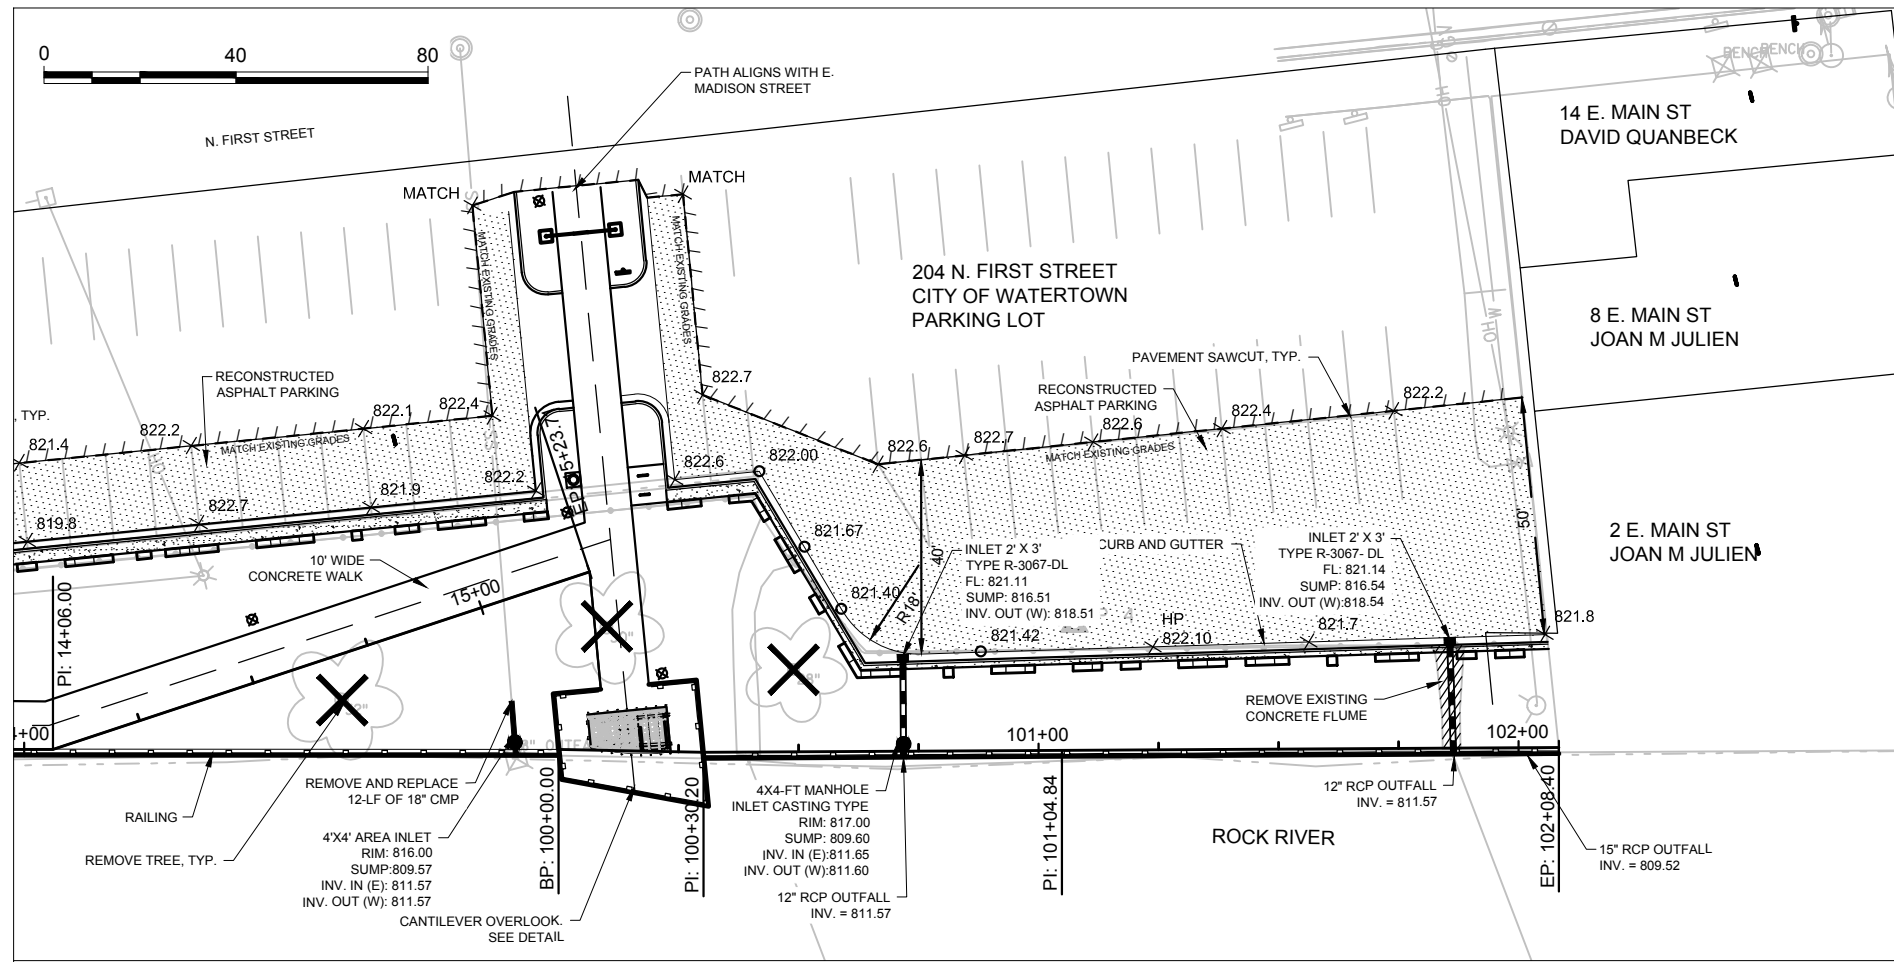 0 40 80
N. FIRST STREET
PATH ALIGNS WITH E.
MADISON STREET
BENCH
BENCH
OH
14 E. MAIN ST
DAVID QUANBECK
MATCH
MATCH
MATCH EXISTING GRADES
MATCH EXISTING GRADES
204 N. FIRST STREET
CITY OF WATERTOWN
PARKING LOT
8 E. MAIN ST
JOAN M JULIEN
OH
PAVEMENT SAWCUT, TYP.
RECONSTRUCTED
ASPHALT PARKING
RECONSTRUCTED
ASPHALT PARKING
, TYP.
821.4
822.2
822.1
822.4
822.7
822.6
822.7
822.6
822.4
822.2
MATCH EXISTING GRADES
MATCH EXISTING GRADES
819.8
822.7
821.9
822.2
822.6
822.00
821.67
821.40
821.42
822.10
821.7
821.8
HP
50'
40'
R18'
2 E. MAIN ST
JOAN M JULIEN
INLET 2' X 3'
TYPE R-3067-DL
FL: 821.11
SUMP: 816.51
INV. OUT (W): 818.51
CURB AND GUTTER
INLET 2' X 3'
TYPE R-3067- DL
FL: 821.14
SUMP: 816.54
INV. OUT (W):818.54
10' WIDE
CONCRETE WALK
15+00
PI: 14+06.00
REMOVE EXISTING
CONCRETE FLUME
101+00
102+00
RAILING
REMOVE TREE, TYP.
REMOVE AND REPLACE
12-LF OF 18" CMP
4'X4' AREA INLET
RIM: 816.00
SUMP:809.57
INV. IN (E): 811.57
INV. OUT (W): 811.57
CANTILEVER OVERLOOK.
SEE DETAIL
BP: 100+00.00
PI: 100+30.20
4X4-FT MANHOLE
INLET CASTING TYPE
RIM: 817.00
SUMP: 809.60
INV. IN (E):811.65
INV. OUT (W):811.60
12" RCP OUTFALL
INV. = 811.57
PI: 101+04.84
ROCK RIVER
12" RCP OUTFALL
INV. = 811.57
EP: 102+08.40
15" RCP OUTFALL
INV. = 809.52